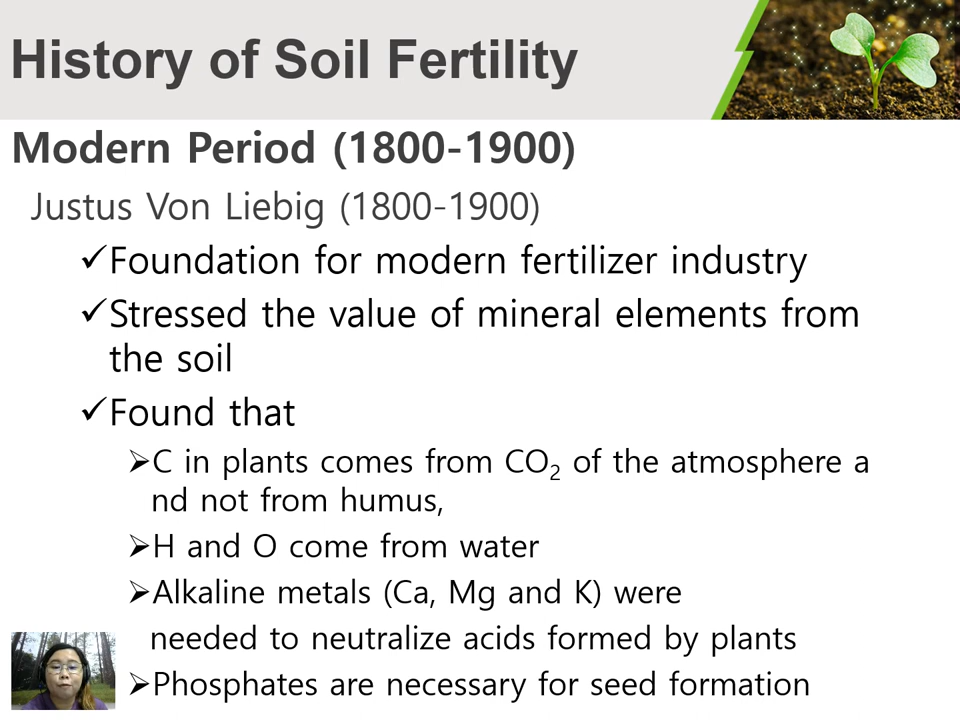 History of Soil Fertility
Modern Period (1800-1900)
Justus Von Liebig (1800-1900)
✓Foundation for modern fertilizer industry
✓Stressed the value of mineral elements from
the soil
✓Found that
➢C in plants comes from CO₂ of the atmosphere a
nd not from humus,
➢H and O come from water
➢Alkaline metals (Ca, Mg and K) were
needed to neutralize acids formed by plants
➢Phosphates are necessary for seed formation